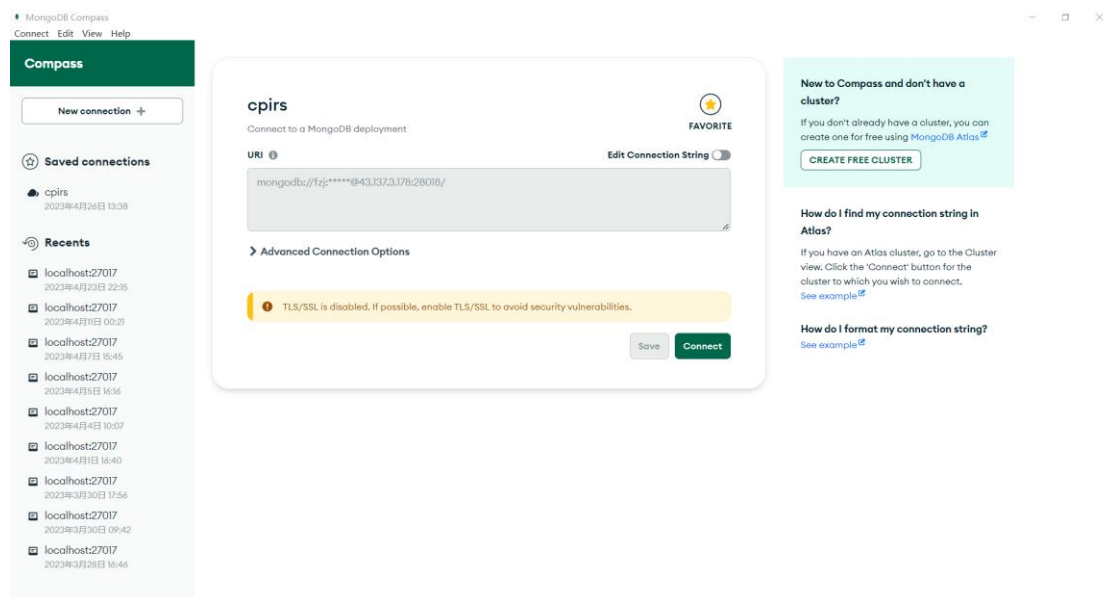 MongoDB Compass
Connect Edit View Help
Compass
New connection +
Saved connections
cpirs
2023年4月26日 13:38
Recents
localhost:27017
2023年4月23日 22:15
localhost:27017
2023年4月11日 00:21
localhost:27017
2023年4月7日 15:45
localhost:27017
2023年4月5日 16:16
localhost:27017
2023年4月4日 10:07
localhost:27017
2023年4月1日 16:40
localhost:27017
2023年3月30日 17:56
localhost:27017
2023年3月30日 09:42
localhost:27017
2023年3月28日 16:46
cpirs
Connect to a MongoDB deployment
FAVORITE
URI
Edit Connection String
mongodb://fzj:*****@43.137.3.178:28018/
Advanced Connection Options
TLS/SSL is disabled. If possible, enable TLS/SSL to avoid security vulnerabilities.
Save
Connect
New to Compass and don't have a
cluster?
If you don't already have a cluster, you can
create one for free using MongoDB Atlas
CREATE FREE CLUSTER
How do I find my connection string in
Atlas?
If you have an Atlas cluster, go to the Cluster
view. Click the 'Connect' button for the
cluster to which you wish to connect.
See example
How do I format my connection string?
See example